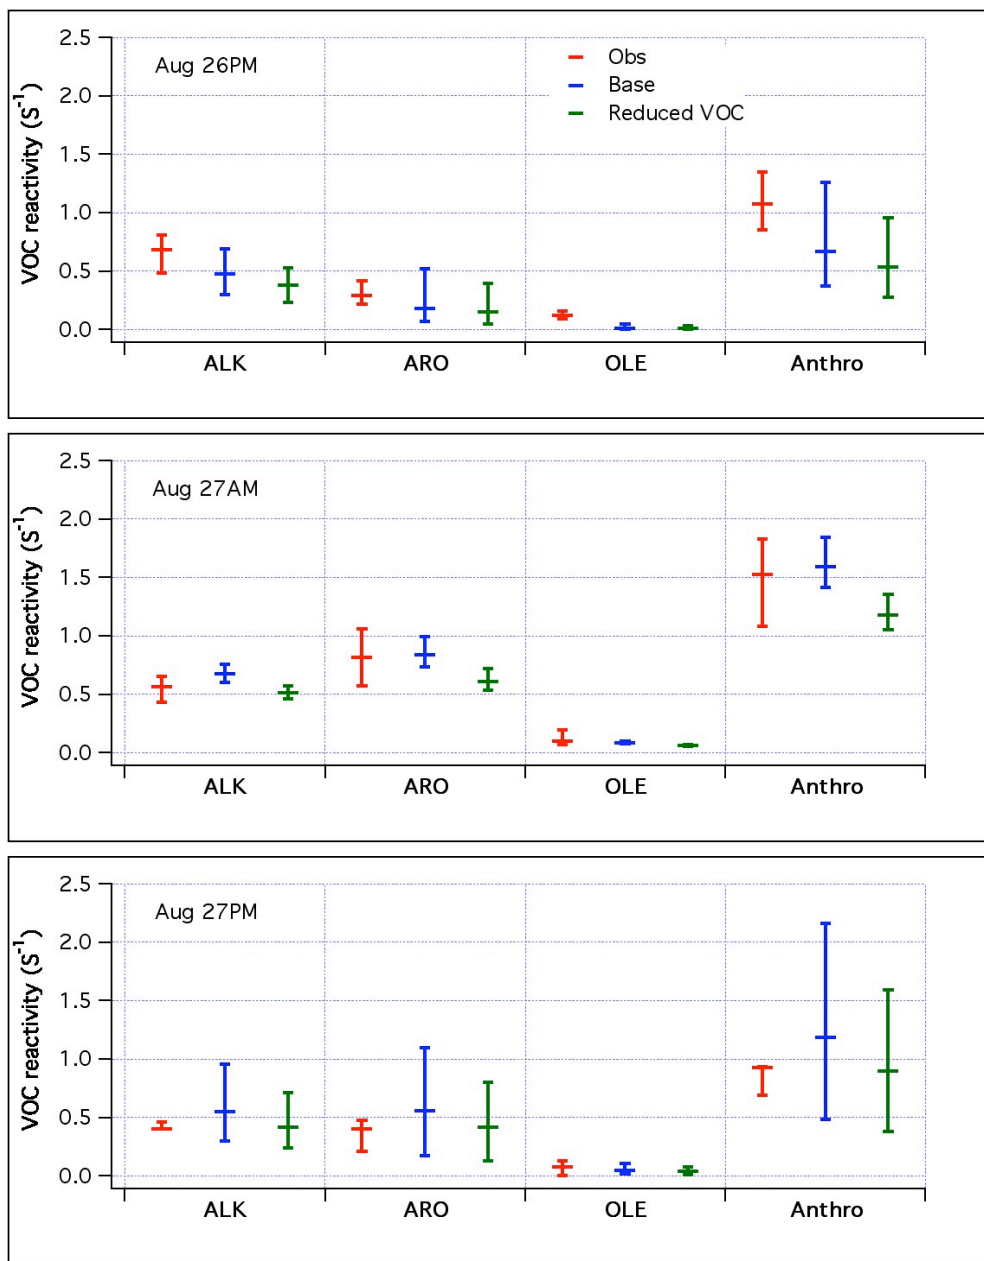 2.5
Aug 26PM
Obs
Base
Reduced VOC
2.0
1.5
1.0
0.5
0.0
VOC reactivity (S⁻¹)
ALK ARO OLE Anthro
2.5
Aug 27AM
2.0
1.5
1.0
0.5
0.0
VOC reactivity (S⁻¹)
ALK ARO OLE Anthro
2.5
Aug 27PM
2.0
1.5
1.0
0.5
0.0
VOC reactivity (S⁻¹)
ALK ARO OLE Anthro